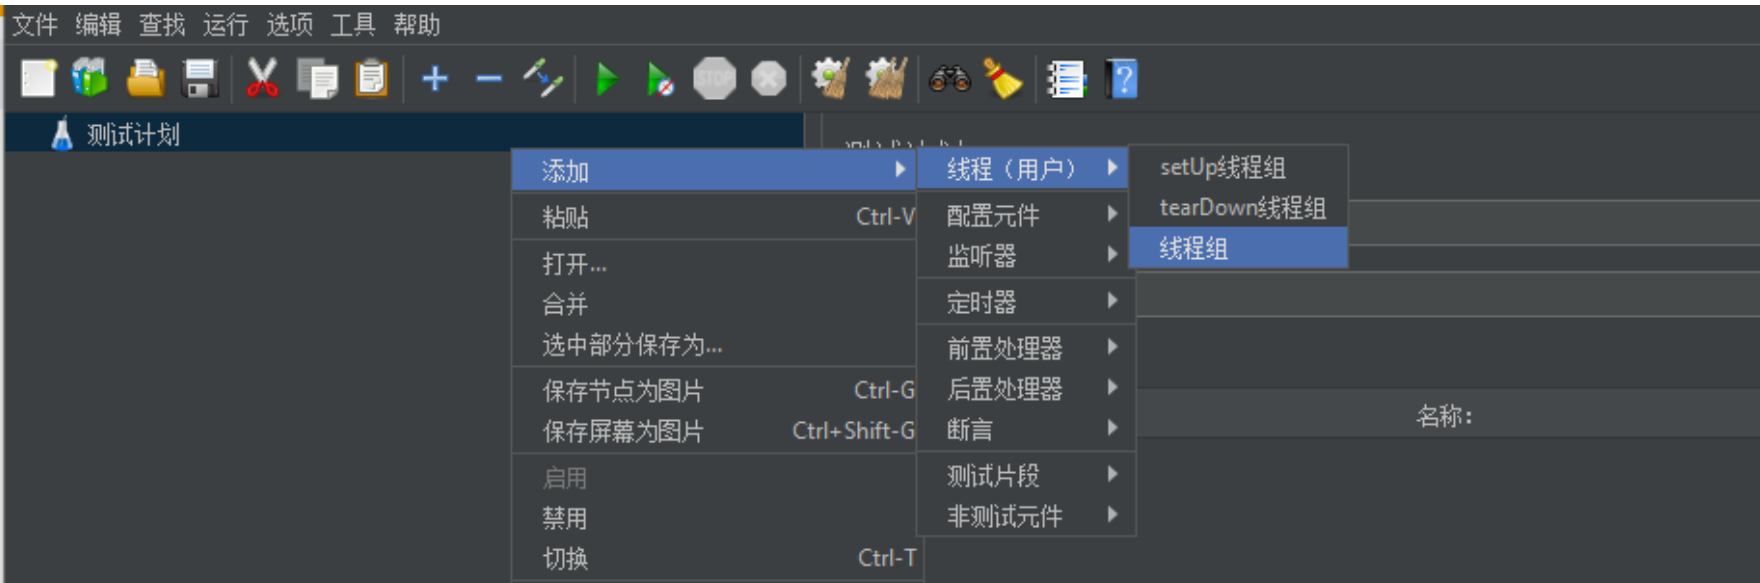 文件 编辑 查找 运行 选项 工具 帮助
STOP
测试计划
添加
粘贴 Ctrl-V
打开...
合并
选中部分保存为...
保存节点为图片 Ctrl-G
保存屏幕为图片 Ctrl+Shift-G
启用
禁用
切换 Ctrl-T
线程（用户）
配置元件
监听器
定时器
前置处理器
后置处理器
断言
测试片段
非测试元件
setUp线程组
tearDown线程组
线程组
名称: